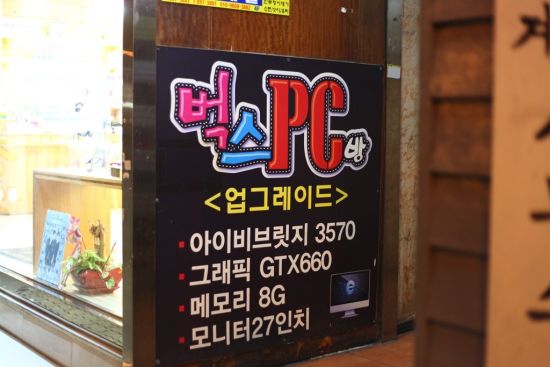 벅스PC방
<업그레이드>
▪ 아이비브릿지 3570
▪ 그래픽 GTX660
▪ 메모리 8G
▪ 모니터27인치